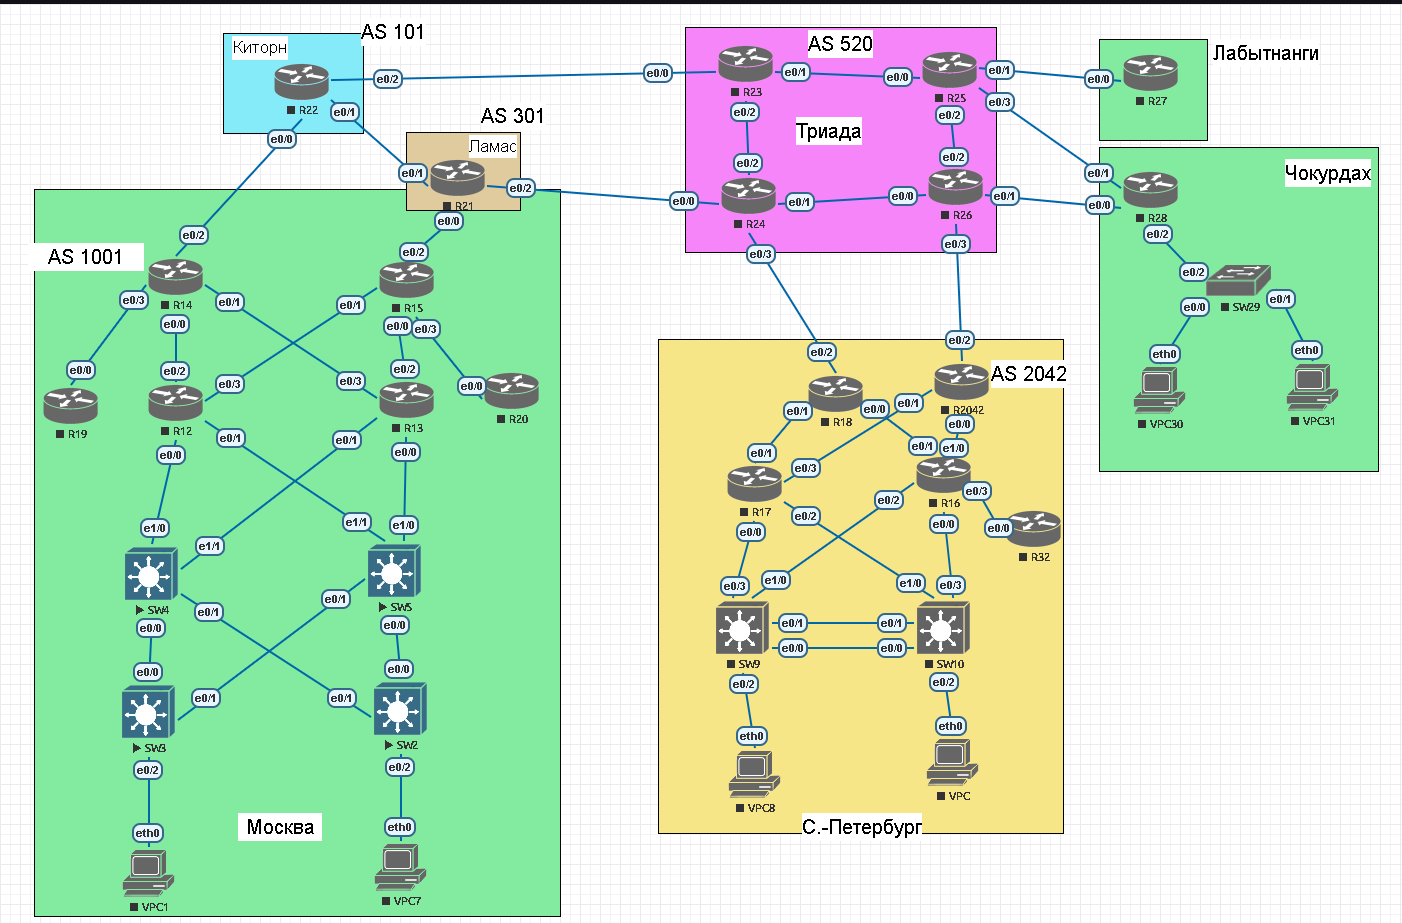 AS 101
Киторн
R22
e0/2
e0/1
e0/0
AS 301
Ламас
R21
e0/1
e0/2
e0/0
AS 520
Триада
R23
e0/0
e0/1
e0/2
R25
e0/0
e0/1
e0/3
e0/2
R24
e0/2
e0/0
e0/1
e0/3
R26
e0/2
e0/0
e0/1
e0/3
Лабытнанги
e0/0
R27
Чокурдах
e0/1
e0/0
R28
e0/2
e0/2
SW29
e0/0
e0/1
eth0
eth0
VPC30
VPC31
AS 1001
e0/2
R14
e0/3
e0/1
e0/0
e0/2
R15
e0/1
e0/0
e0/3
e0/0
R19
e0/2
e0/3
R12
e0/1
e0/0
e0/3
e0/2
R13
e0/1
e0/0
e0/0
R20
e1/0
e1/1
SW4
e0/1
e0/0
e1/1
e1/0
SW5
e0/1
e0/0
e0/0
e0/1
SW3
e0/2
e0/0
e0/1
SW2
e0/2
eth0
VPC1
eth0
VPC7
Москва
AS 2042
e0/2
R18
e0/1
e0/0
e0/2
R2042
e0/1
e0/0
e0/1
e0/3
R17
e0/2
e0/0
e0/1
e1/0
R16
e0/2
e0/3
e0/0
e0/0
R32
e0/3
e1/0
SW9
e0/1
e0/0
e0/2
e1/0
e0/3
SW10
e0/1
e0/0
e0/2
eth0
VPC8
eth0
VPC
С.-Петербург